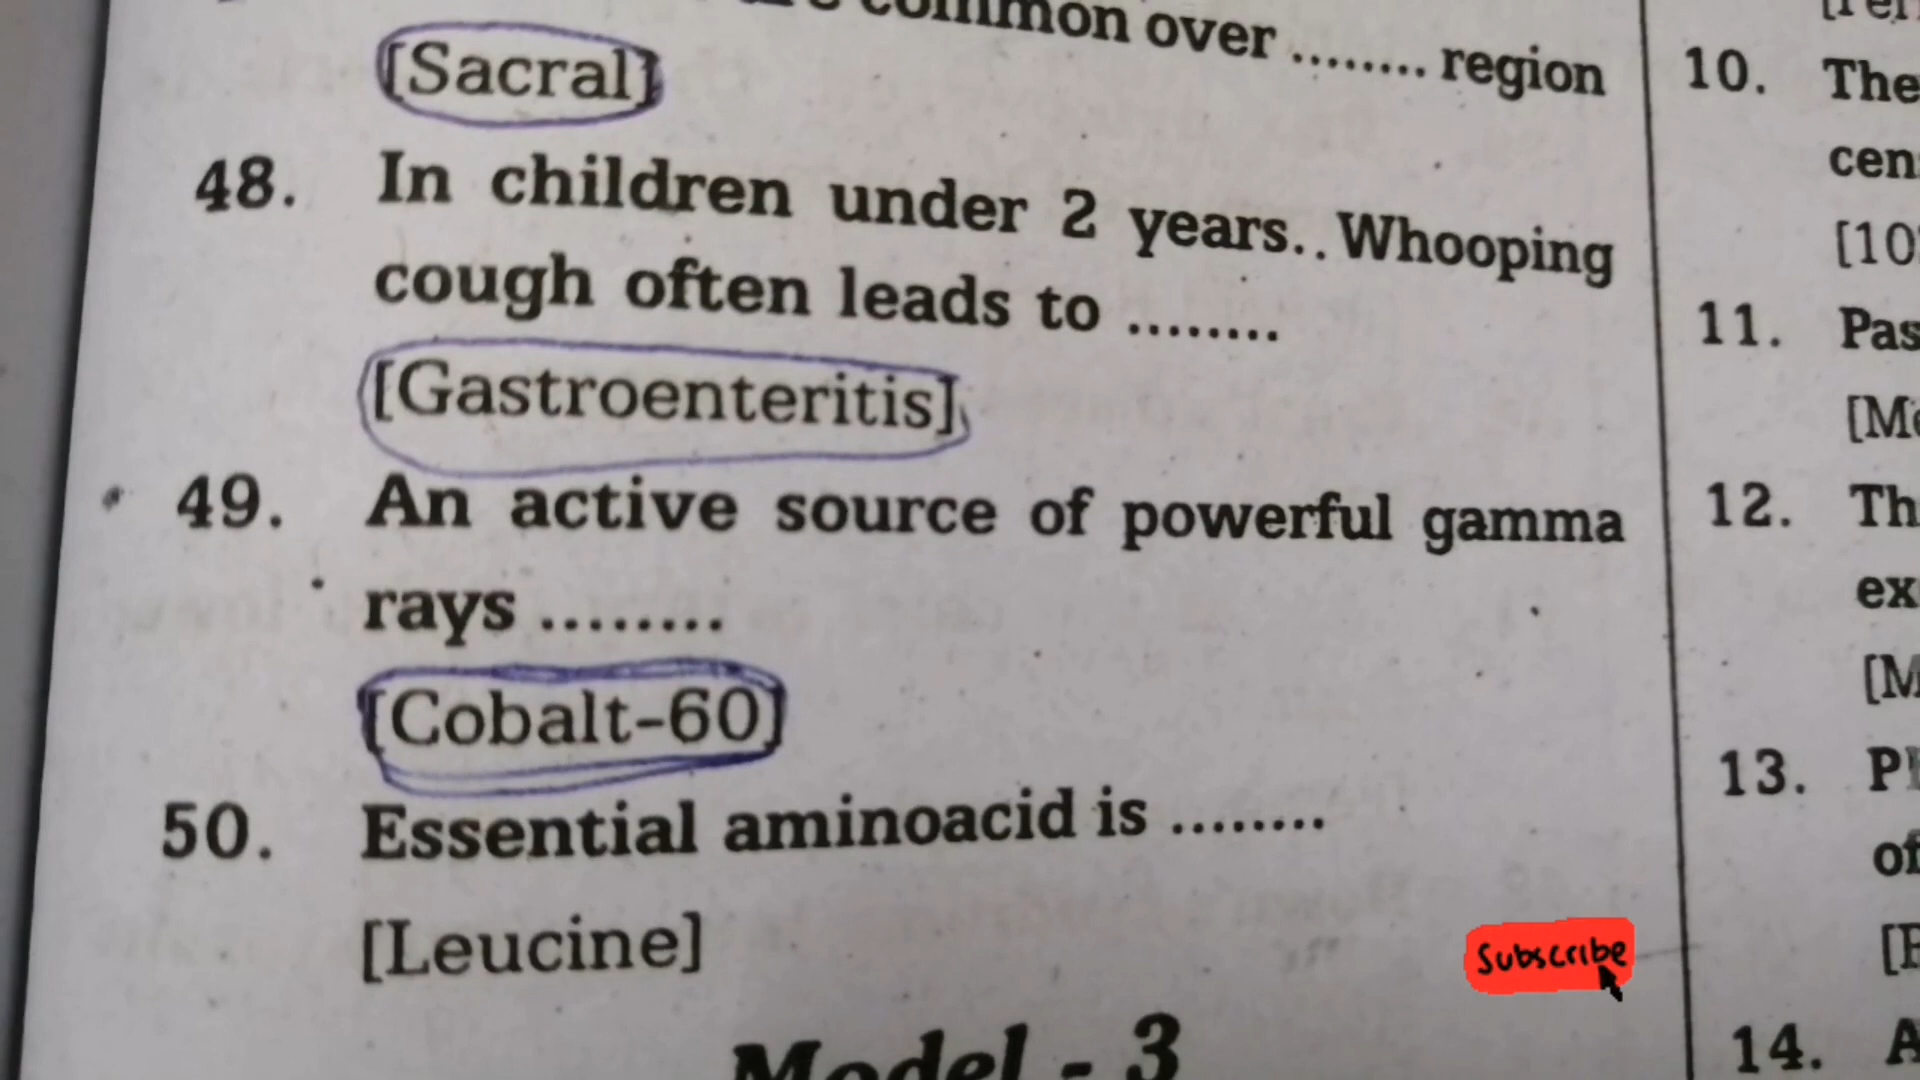 common over ........ region
[Sacral]
48. In children under 2 years.. Whooping
cough often leads to ........
[Gastroenteritis]
49. An active source of powerful gamma
rays ........
[Cobalt-60]
50. Essential aminoacid is ........
[Leucine]
Model - 3
10. The
cen
[10
11. Pas
12. Th
ex
[M
13.
of
14. A
Subscribe